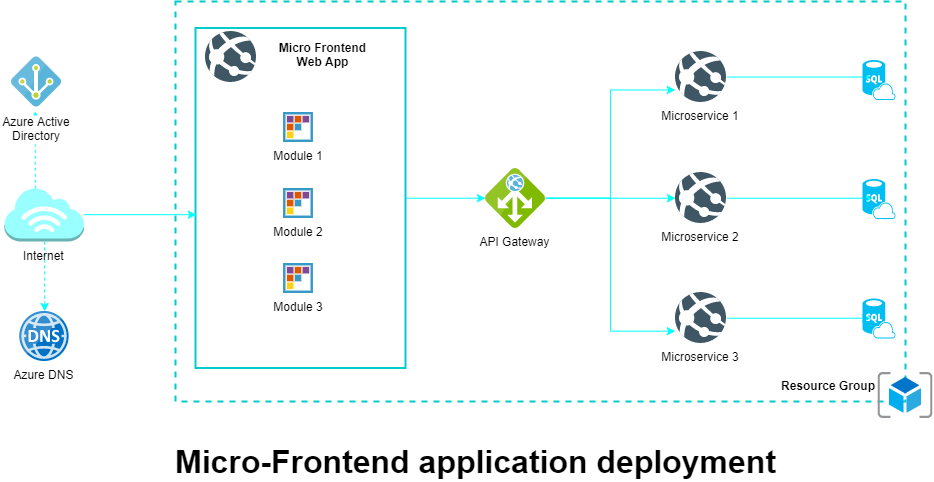 Micro Frontend
Web App
Azure Active
Directory
Module 1
Module 2
Module 3
Internet
DNS
Azure DNS
API Gateway
SQL
Microservice 1
SQL
Microservice 2
SQL
Microservice 3
Resource Group
Micro-Frontend application deployment